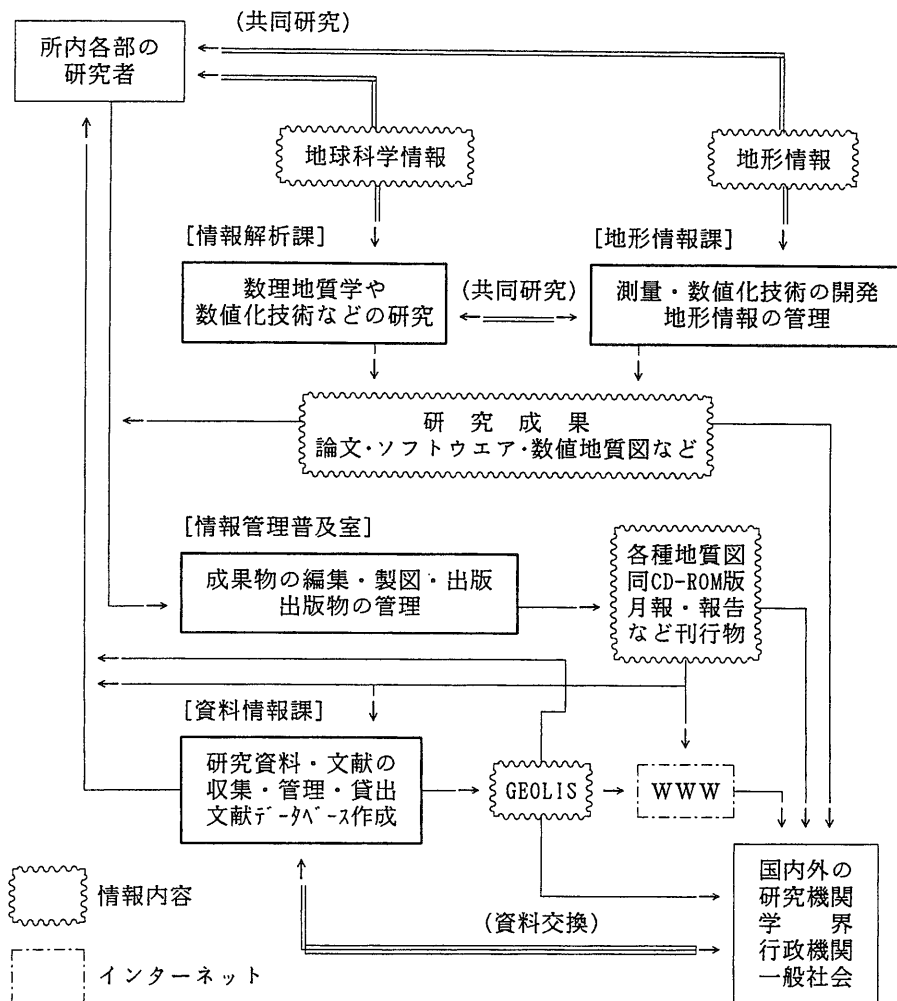 (共同研究)
所内各部の
研究者
地球科学情報
地形情報
[情報解析課]
[地形情報課]
数理地質学や
数値化技術などの研究
(共同研究)
測量・数値化技術の開発
地形情報の管理
研究成果
論文・ソフトウエア・数値地質図など
[情報管理普及室]
成果物の編集・製図・出版
出版物の管理
各種地質図
同CD-ROM版
月報・報告
など刊行物
[資料情報課]
研究資料・文献の
収集・管理・貸出
文献ﾃﾞｰﾀﾍﾞｰｽ作成
GEOLIS
WWW
情報内容
インターネット
(資料交換)
国内外の
研究機関
学界
行政機関
一般社会